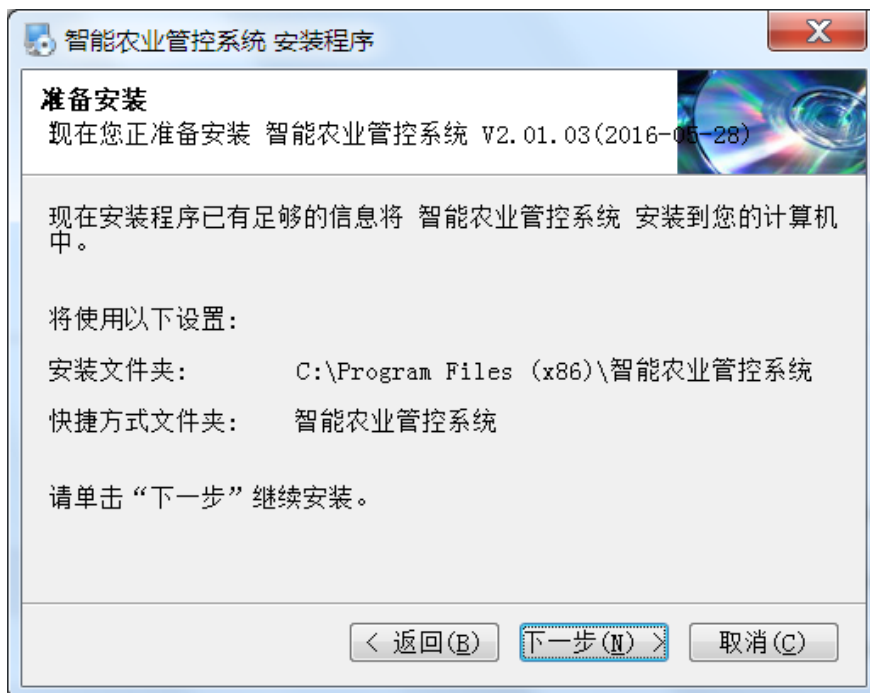 智能农业管控系统 安装程序
准备安装
现在您正准备安装 智能农业管控系统 V2.01.03(2016-05-28)
现在安装程序已有足够的信息将 智能农业管控系统 安装到您的计算机
中。
将使用以下设置:
安装文件夹: C:\Program Files (x86)\智能农业管控系统
快捷方式文件夹: 智能农业管控系统
请单击“下一步”继续安装。
< 返回(B) 下一步(N) > 取消(C)